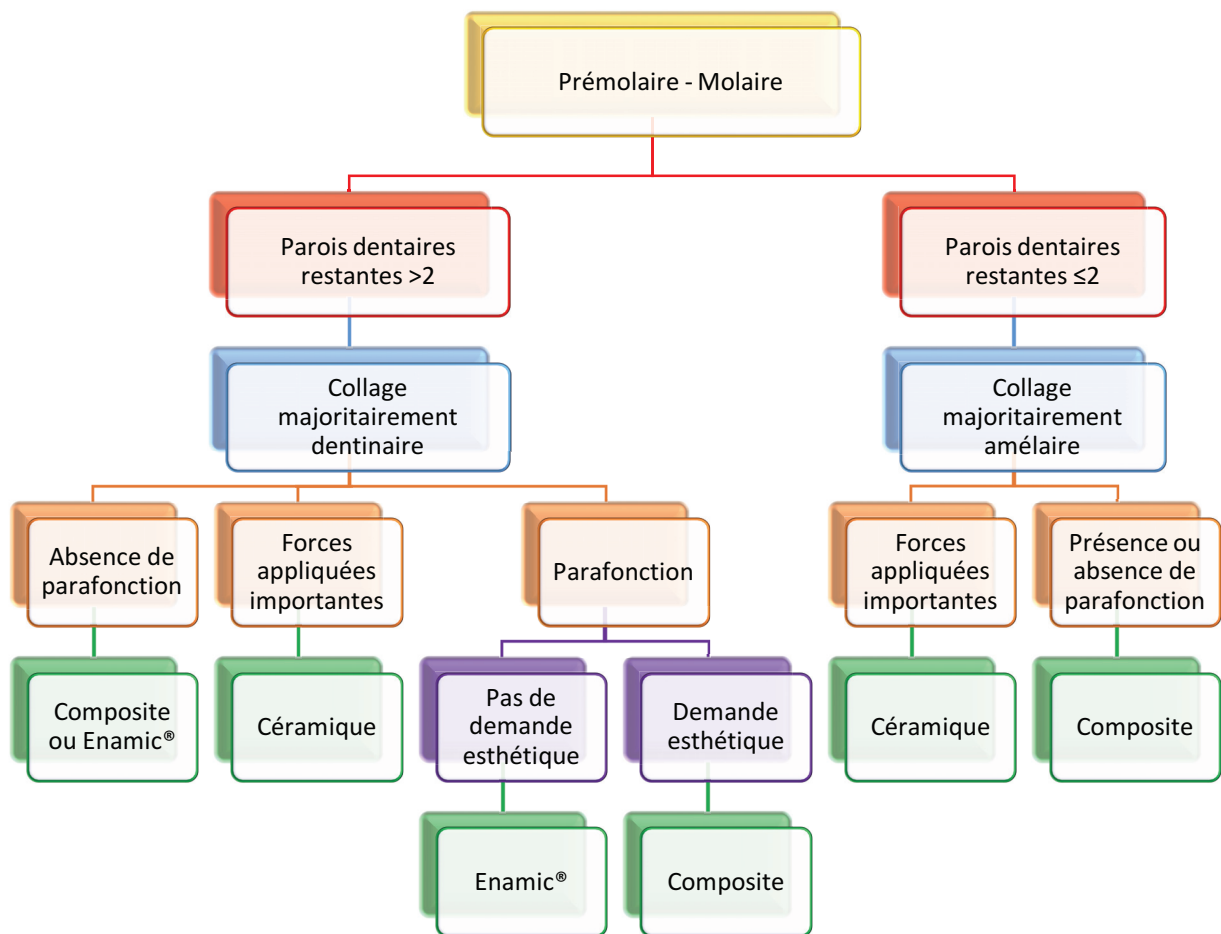 Prémolaire - Molaire
Parois dentaires
restantes >2
Parois dentaires
restantes ≤2
Collage
majoritairement
dentinaire
Collage
majoritairement
amélaire
Absence de
parafonction
Forces
appliquées
importantes
Parafonction
Forces
appliquées
importantes
Présence ou
absence de
parafonction
Composite
ou Enamic®
Céramique
Pas de
demande
esthétique
Demande
esthétique
Céramique
Composite
Enamic®
Composite